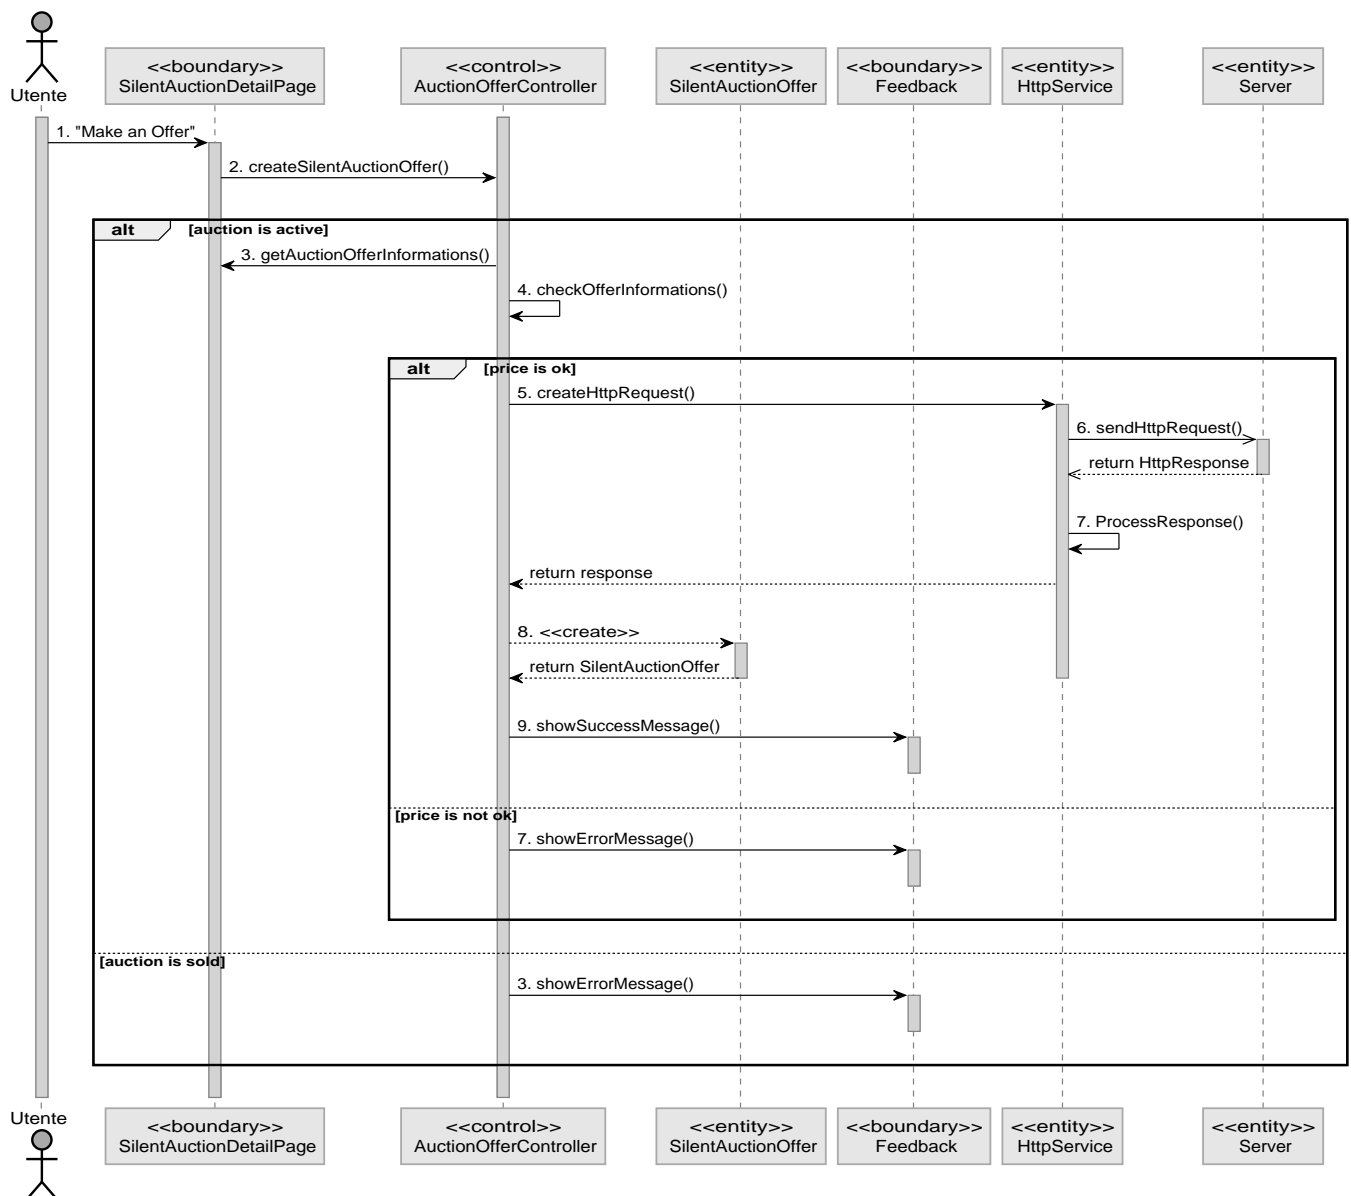 Utente
<<boundary>>
SilentAuctionDetailPage
<<control>>
AuctionOfferController
<<entity>>
SilentAuctionOffer
<<boundary>>
Feedback
<<entity>>
HttpService
<<entity>>
Server
1. "Make an Offer"
2. createSilentAuctionOffer()
alt
[auction is active]
3. getAuctionOfferInformations()
4. checkOfferInformations()
alt
[price is ok]
5. createHttpRequest()
6. sendHttpRequest()
return HttpResponse
7. ProcessResponse()
return response
8. <<create>>
return SilentAuctionOffer
9. showSuccessMessage()
[price is not ok]
7. showErrorMessage()
[auction is sold]
3. showErrorMessage()
Utente
<<boundary>>
SilentAuctionDetailPage
<<control>>
AuctionOfferController
<<entity>>
SilentAuctionOffer
<<boundary>>
Feedback
<<entity>>
HttpService
<<entity>>
Server